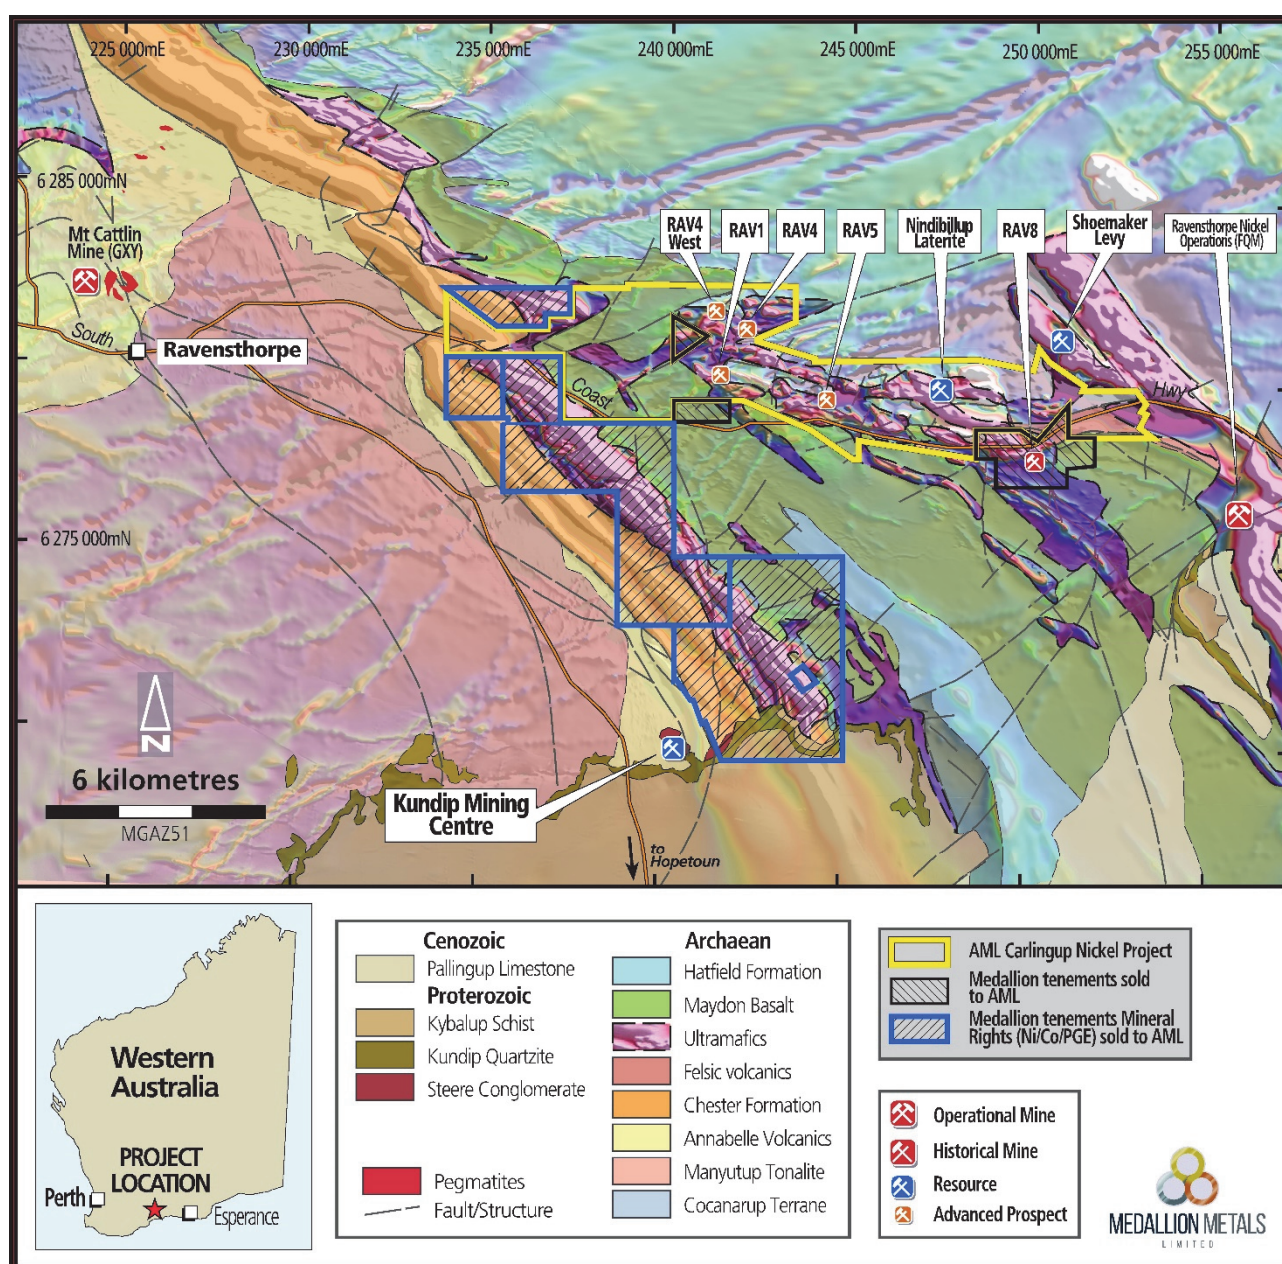 225 000mE
230 000mE
235 000mE
240 000mE
245 000mE
250 000mE
255 000mE
6 285 000mN
Mt Cattlin
Mine (GXY)
RAV4
West
RAV1
RAV4
RAV5
Nindibillup
Laterite
RAV8
Shoemaker
Levy
Ravensthorpe Nickel
Operations (FQM)
South
Ravensthorpe
Coast
Hwy
6 275 000mN
N
6 kilometres
MGAZ51
Kundip Mining
Centre
to
Hopetoun
Western
Australia
PROJECT
LOCATION
Perth
Esperance
Cenozoic
Pallingup Limestone
Proterozoic
Kybalup Schist
Kundip Quartzite
Steere Conglomerate
Pegmatites
Fault/Structure
Archaean
Hatfield Formation
Maydon Basalt
Ultramafics
Felsic volcanics
Chester Formation
Annabelle Volcanics
Manyutup Tonalite
Cocanarup Terrane
AML Carlingup Nickel Project
Medallion tenements sold
to AML
Medallion tenements Mineral
Rights (Ni/Co/PGE) sold to AML
Operational Mine
Historical Mine
Resource
Advanced Prospect
MEDALLION METALS
LIMITED